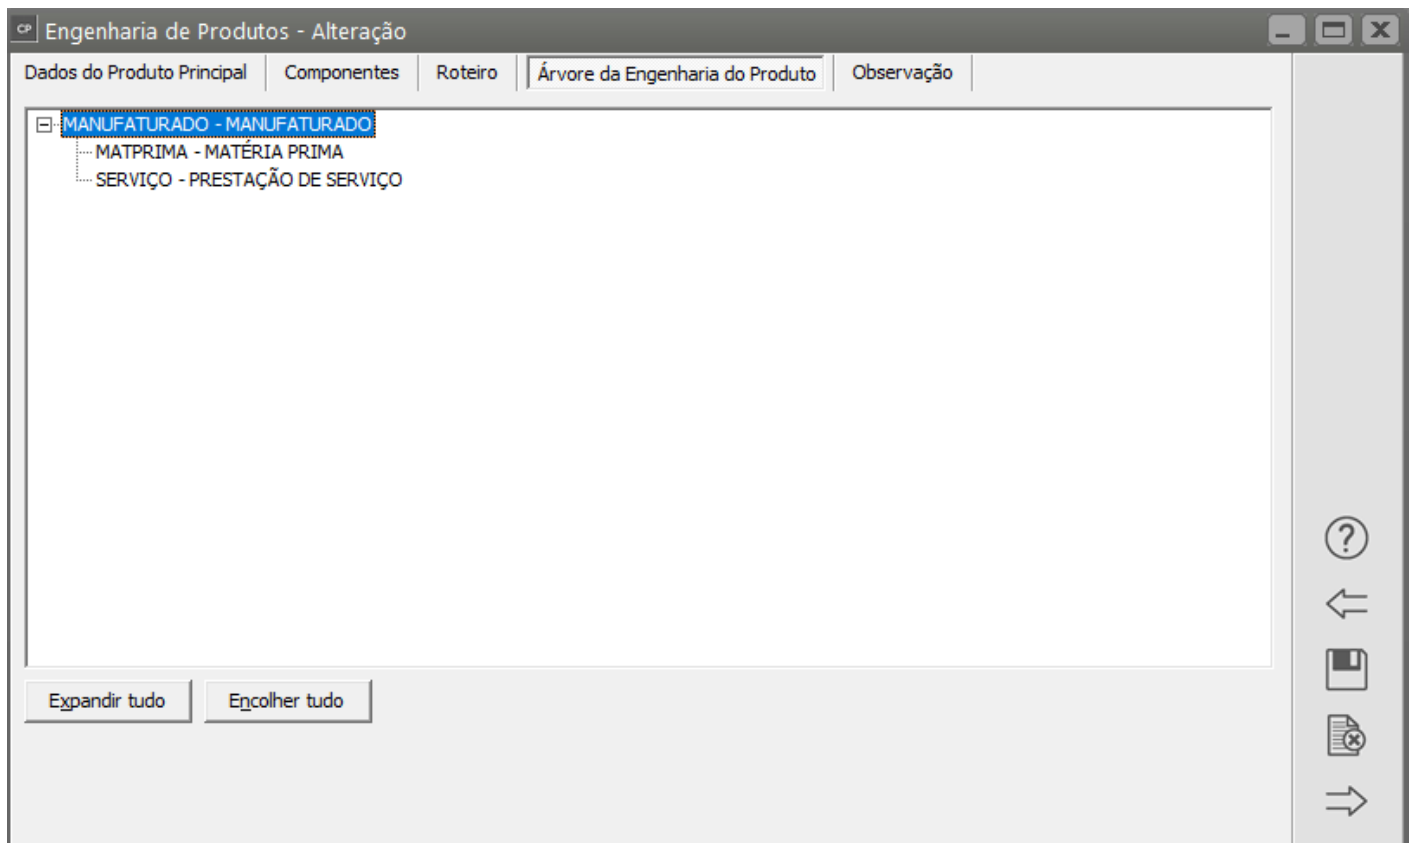 CP Engenharia de Produtos - Alteração
Dados do Produto Principal Componentes Roteiro Árvore da Engenharia do Produto Observação
MANUFATURADO - MANUFATURADO
MATPRIMA - MATÉRIA PRIMA
SERVIÇO - PRESTAÇÃO DE SERVIÇO
Expandir tudo Encolher tudo